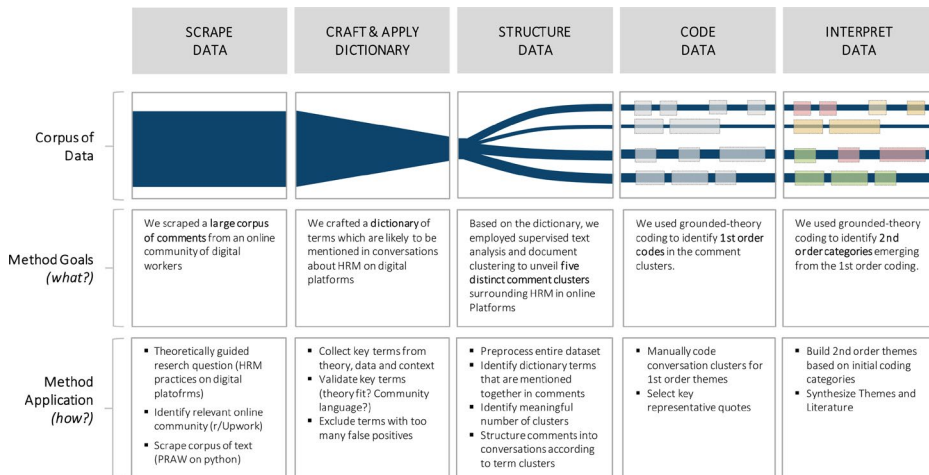 SCRAPE
DATA
CRAFT & APPLY
DICTIONARY
STRUCTURE
DATA
CODE
DATA
INTERPRET
DATA
Corpus of
Data
Method Goals
(what?)
We scraped a large corpus
of comments from an online
community of digital
workers
We crafted a dictionary of
terms which are likely to be
mentioned in conversations
about HRM on digital
platforms
Based on the dictionary, we
employed supervised text
analysis and document
clustering to unveil five
distinct comment clusters
surrounding HRM in online
Platforms
We used grounded-theory
coding to identify 1st order
codes in the comment
clusters.
We used grounded-theory
coding to identify 2nd
order categories emerging
from the 1st order coding.
Method
Application
(how?)
▪ Theoretically guided
reserch question (HRM
practices on digital
platofrms)
▪ Identify relevant online
community (r/Upwork)
▪ Scrape corpus of text
(PRAW on python)
▪ Collect key terms from
theory, data and context
▪ Validate key terms
(theory fit? Community
language?)
▪ Exclude terms with too
many false positives
▪ Preprocess entire dataset
▪ Identify dictionary terms
that are mentioned
together in comments
▪ Identify meaningful
number of clusters
▪ Structure comments into
conversations according
to term clusters
▪ Manually code
conversation clusters for
1st order themes
▪ Select key
representative quotes
▪ Build 2nd order themes
based on initial coding
categories
▪ Synthesize Themes and
Literature